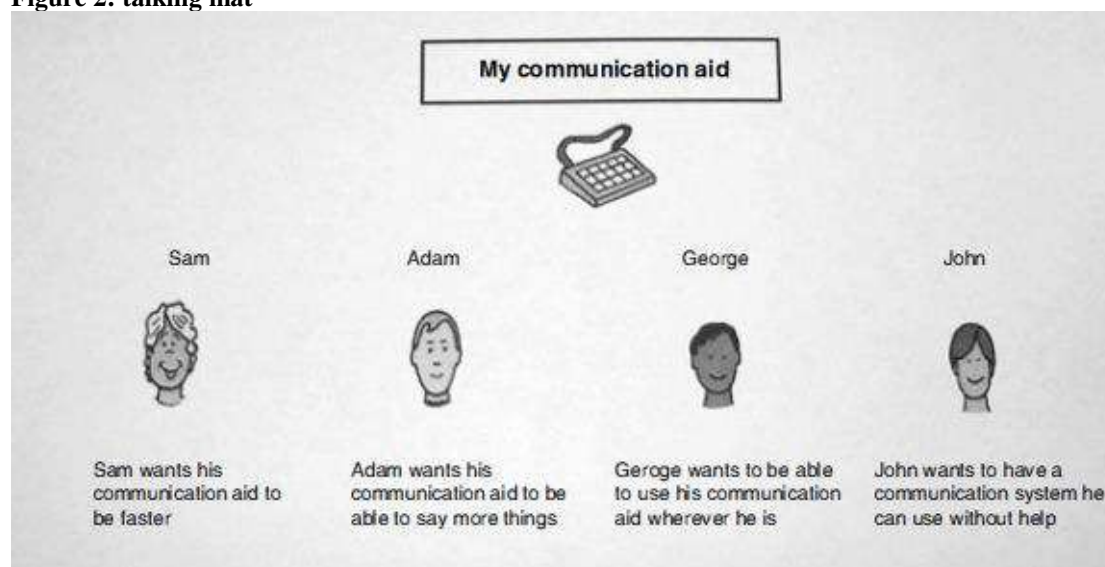 Figure 2: talking mat
My communication aid
Sam
Adam
George
John
Sam wants his
communication aid to
be faster
Adam wants his
communication aid to be
able to say more things
Geroge wants to be able
to use his communication
aid wherever he is
John wants to have a
communication system he
can use without help